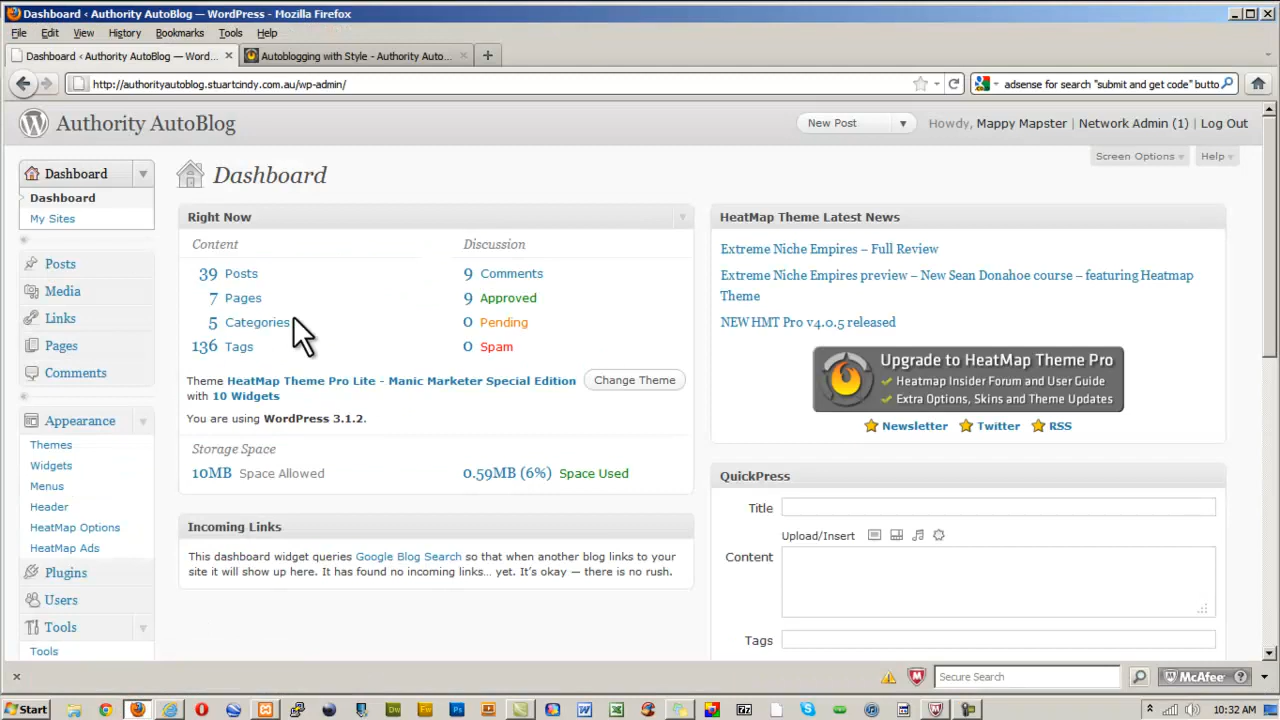 Dashboard ‹ Authority AutoBlog — WordPress - Mozilla Firefox
File Edit View History Bookmarks Tools Help
Dashboard ‹ Authority AutoBlog — Word... Autoblogging with Style - Authority Auto...
http://authorityautoblog.stuartcindy.com.au/wp-admin/ adsense for search "submit and get code" butto
Authority AutoBlog New Post Howdy, Mappy Mapster | Network Admin (1) | Log Out
Screen Options Help
Dashboard
Dashboard
My Sites
Posts
Media
Links
Pages
Comments
Appearance
Themes
Widgets
Menus
Header
HeatMap Options
HeatMap Ads
Plugins
Users
Tools
Tools
Dashboard
Right Now
Content Discussion
39 Posts 9 Comments
7 Pages 9 Approved
5 Categories 0 Pending
136 Tags 0 Spam
Theme HeatMap Theme Pro Lite - Manic Marketer Special Edition Change Theme
with 10 Widgets
You are using WordPress 3.1.2.
Storage Space
10MB Space Allowed 0.59MB (6%) Space Used
Incoming Links
This dashboard widget queries Google Blog Search so that when another blog links to your
site it will show up here. It has found no incoming links… yet. It's okay — there is no rush.
HeatMap Theme Latest News
Extreme Niche Empires – Full Review
Extreme Niche Empires preview – New Sean Donahoe course – featuring Heatmap
Theme
NEW HMT Pro v4.0.5 released
Upgrade to HeatMap Theme Pro
Heatmap Insider Forum and User Guide
Extra Options, Skins and Theme Updates
Newsletter Twitter RSS
QuickPress
Title
Upload/Insert
Content
Tags
Secure Search McAfee
Start 10:32 AM